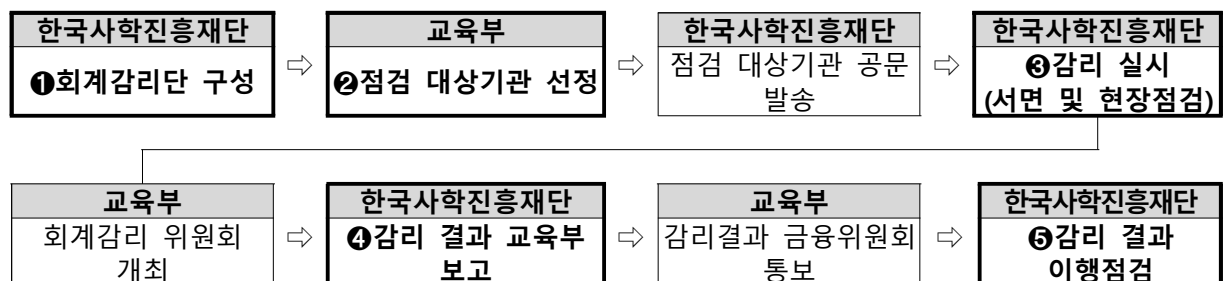 한국사학진흥재단
❶회계감리단 구성
⇨
교육부
❷점검 대상기관 선정
⇨
한국사학진흥재단
점검 대상기관 공문
발송
⇨
한국사학진흥재단
❸감리 실시
(서면 및 현장점검)
교육부
회계감리 위원회
개최
⇨
한국사학진흥재단
❹감리 결과 교육부
보고
⇨
교육부
감리결과 금융위원회
통보
⇨
한국사학진흥재단
❺감리 결과
이행점검